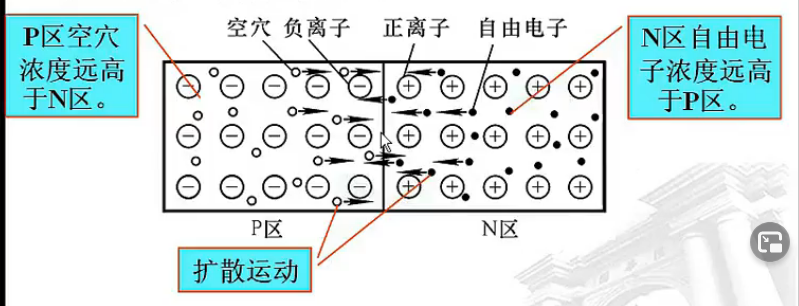 空穴 负离子 正离子 自由电子
P区空穴
浓度远高
于N区。
N区自由电
子浓度远高
于P区。
P区
N区
扩散运动